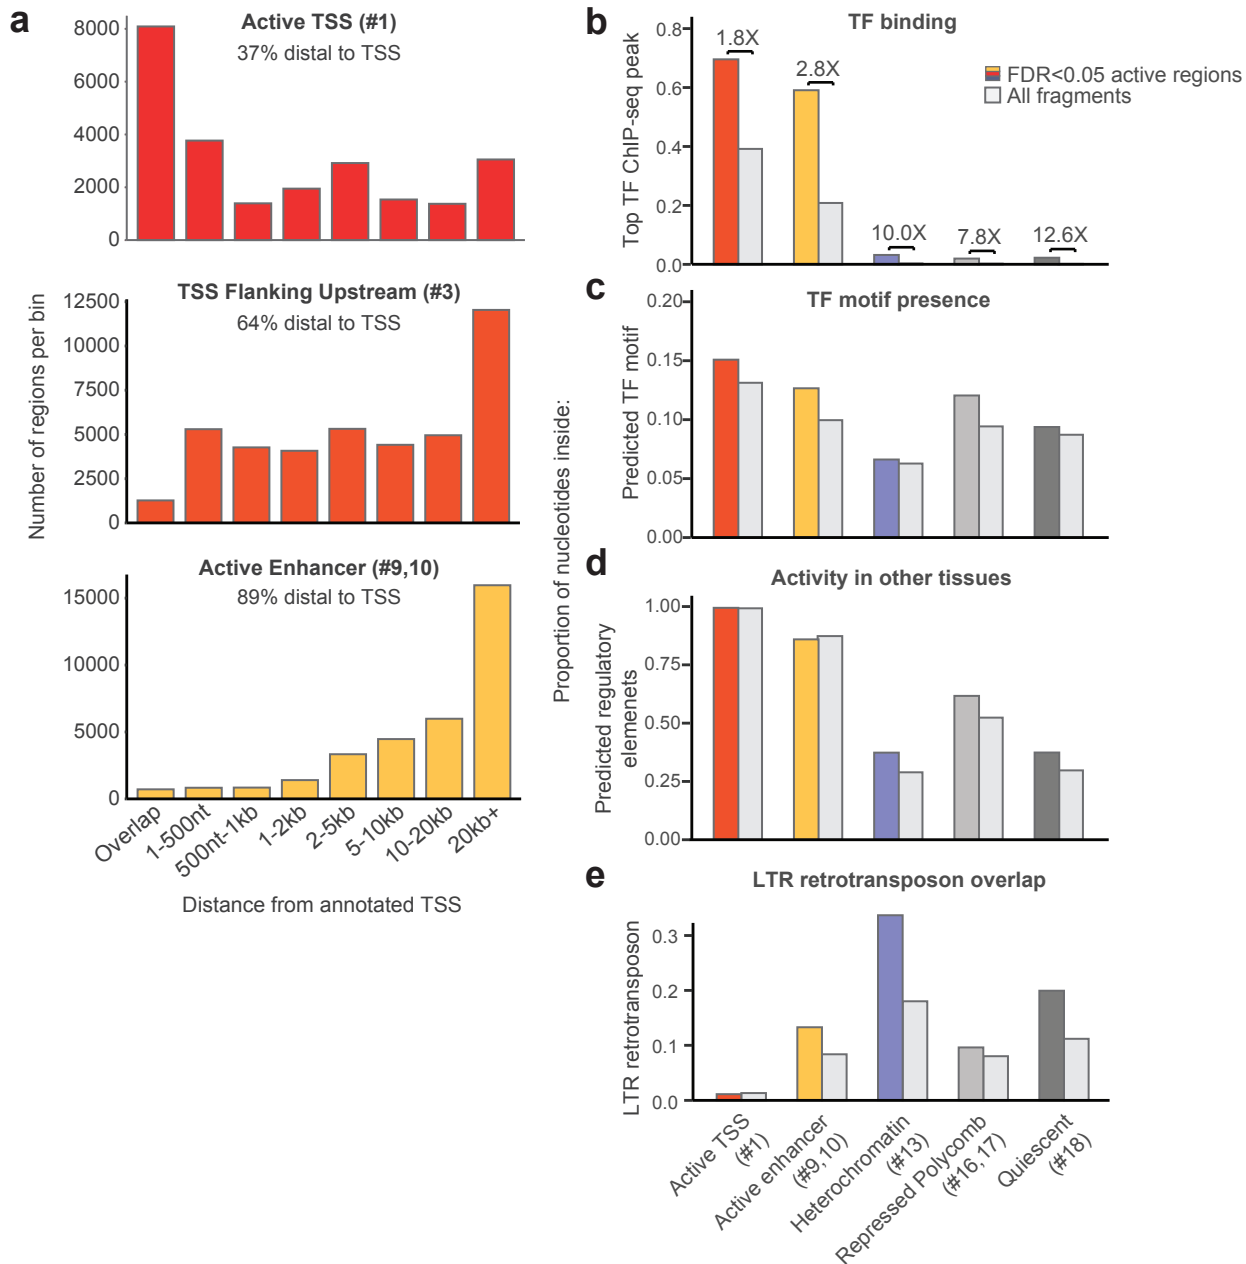 a
Active TSS (#1)
37% distal to TSS
8000
6000
4000
2000
0
TSS Flanking Upstream (#3)
64% distal to TSS
12500
10000
7500
5000
2500
0
Number of regions per bin
Active Enhancer (#9,10)
89% distal to TSS
15000
10000
5000
0
Overlap
1-500nt
500nt-1kb
1-2kb
2-5kb
5-10kb
10-20kb
20kb+
Distance from annotated TSS
Proportion of nucleotides inside:
b
TF binding
Top TF ChIP-seq peak
0.8
0.6
0.4
0.2
0.0
1.8X
2.8X
10.0X
7.8X
12.6X
FDR<0.05 active regions
All fragments
c
TF motif presence
Predicted TF motif
0.20
0.15
0.10
0.05
0.00
d
Activity in other tissues
Predicted regulatory
elemenets
1.00
0.75
0.50
0.25
0.00
e
LTR retrotransposon overlap
LTR retrotransposon
0.3
0.2
0.1
0.0
Active TSS
(#1)
Active enhancer
(#9,10)
Heterochromatin
(#13)
Repressed Polycomb
(#16,17)
Quiescent
(#18)